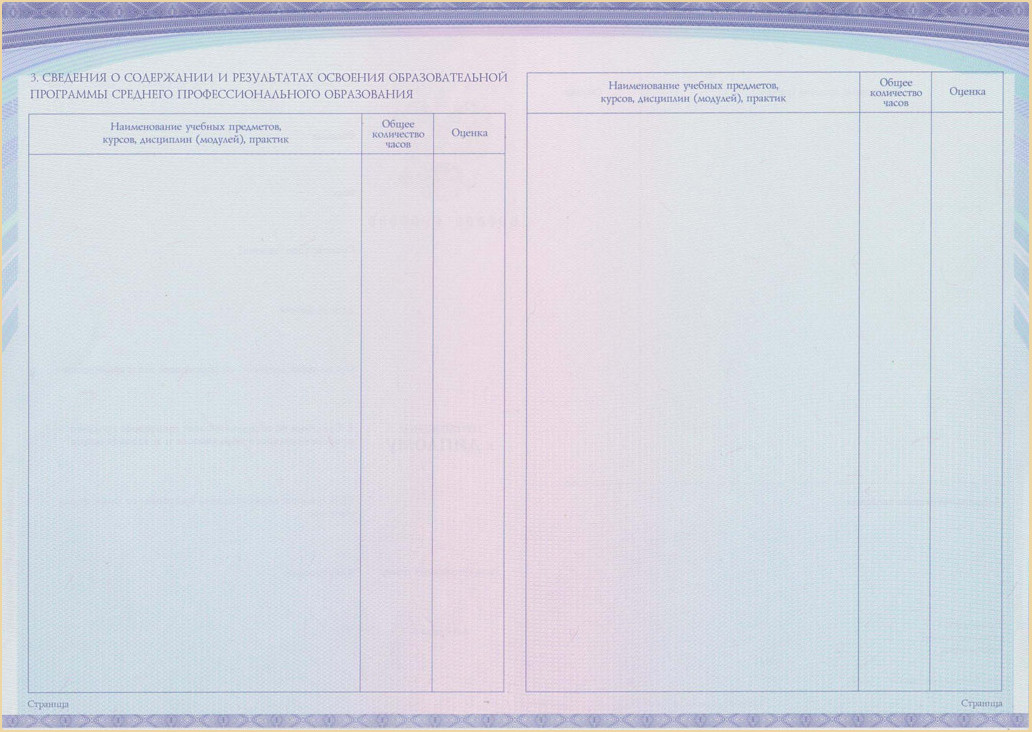 3. СВЕДЕНИЯ О СОДЕРЖАНИИ И РЕЗУЛЬТАТАХ ОСВОЕНИЯ ОБРАЗОВАТЕЛЬНОЙ
ПРОГРАММЫ СРЕДНЕГО ПРОФЕССИОНАЛЬНОГО ОБРАЗОВАНИЯ
Наименование учебных предметов,
курсов, дисциплин (модулей), практик
Общее
количество
часов
Оценка
Страница
Наименование учебных предметов,
курсов, дисциплин (модулей), практик
Общее
количество
часов
Оценка
Страница